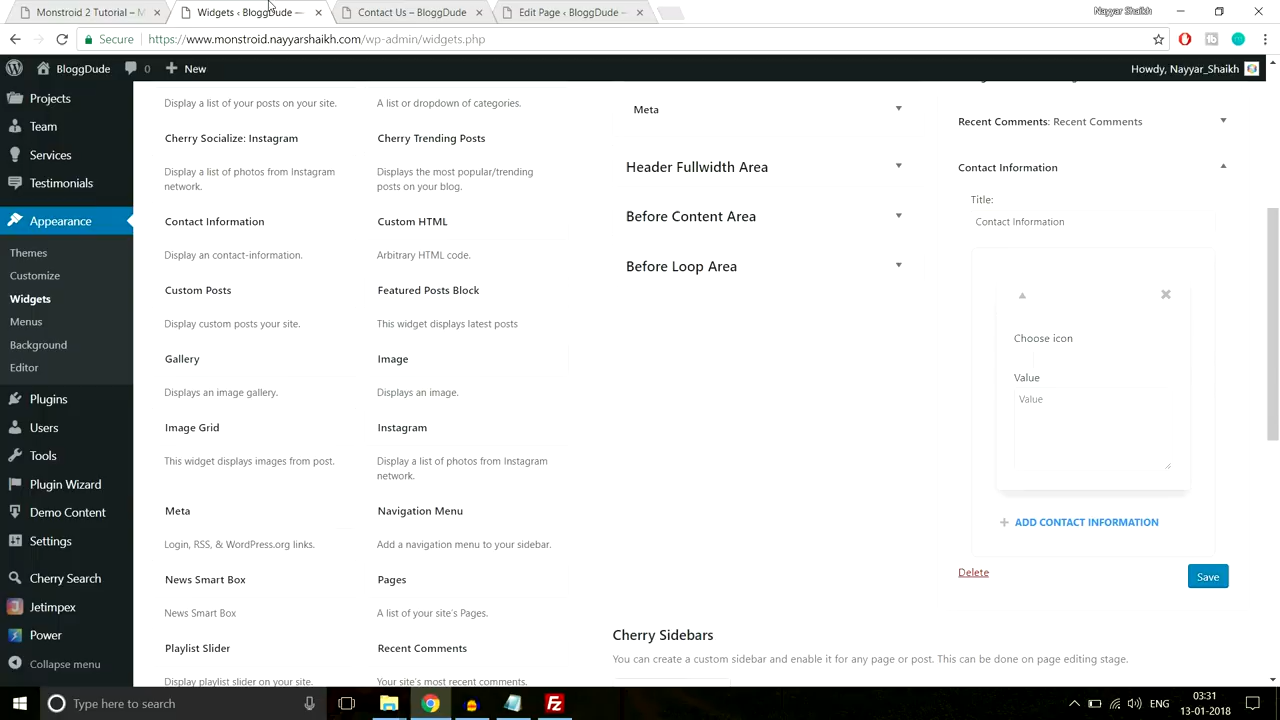 Monstroid 2 Tutorial – M
Widgets ‹ BloggDude —
Contact Us ‹ BloggDude
Edit Page ‹ BloggDude —
Nayyar Shaikh
Secure
https://www.monstroid.nayyarshaikh.com/wp-admin/widgets.php
BloggDude
0
New
Howdy, Nayyar_Shaikh
Projects
Team
Services
Testimonials
Appearance
Themes
Customize
Widgets
Menus
Background
Editor
Plugins
Users
Tools
Plugin Wizard
Demo Content
Settings
Cherry Search
Jetimpex
Power
Collapse menu
Display a list of your posts on your site.
A list or dropdown of categories.
Cherry Socialize: Instagram
Cherry Trending Posts
Display a list of photos from Instagram
network.
Displays the most popular/trending
posts on your blog.
Contact Information
Custom HTML
Display an contact-information.
Arbitrary HTML code.
Custom Posts
Featured Posts Block
Display custom posts your site.
This widget displays latest posts
Gallery
Image
Displays an image gallery.
Displays an image.
Image Grid
Instagram
This widget displays images from post.
Display a list of photos from Instagram
network.
Meta
Navigation Menu
Login, RSS, & WordPress.org links.
Add a navigation menu to your sidebar.
News Smart Box
Pages
News Smart Box
A list of your site's Pages.
Playlist Slider
Recent Comments
Display playlist slider on your site.
Your site's most recent comments.
Meta
Header Fullwidth Area
Before Content Area
Before Loop Area
Recent Comments: Recent Comments
Contact Information
Title:
Contact Information
Choose icon
Value
Value
ADD CONTACT INFORMATION
Delete
Save
Cherry Sidebars
You can create a custom sidebar and enable it for any page or post. This can be done on page editing stage.
Type here to search
ENG
03:31
13-01-2018